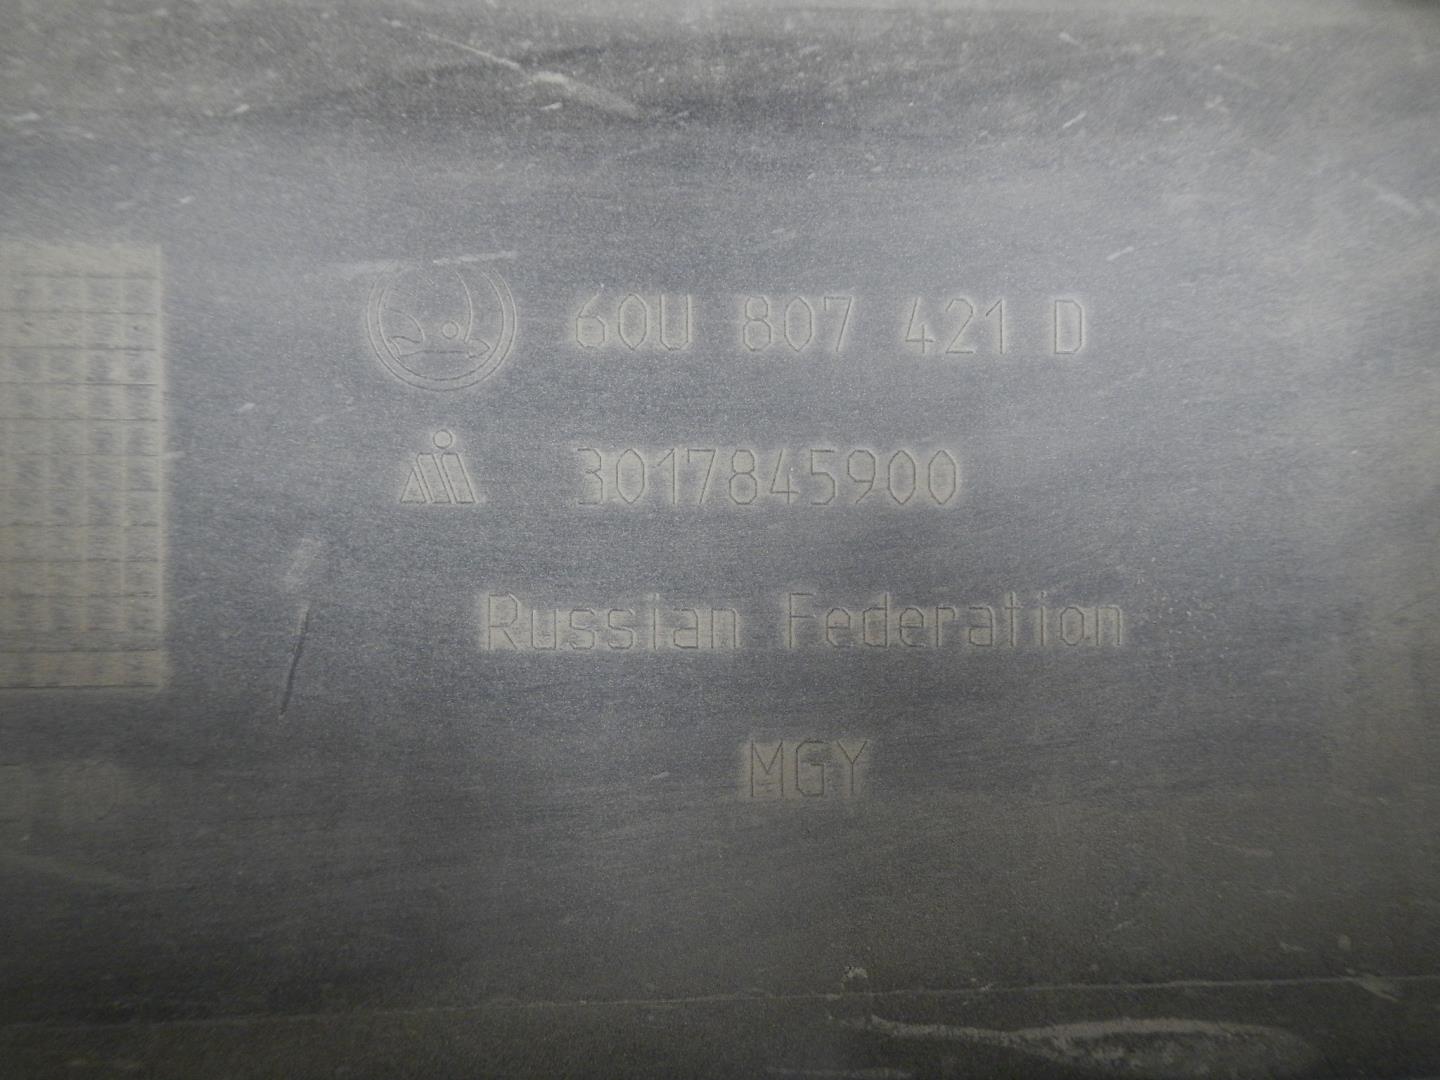 60U 807 421 D
3017845900
Russian Federation
MGY